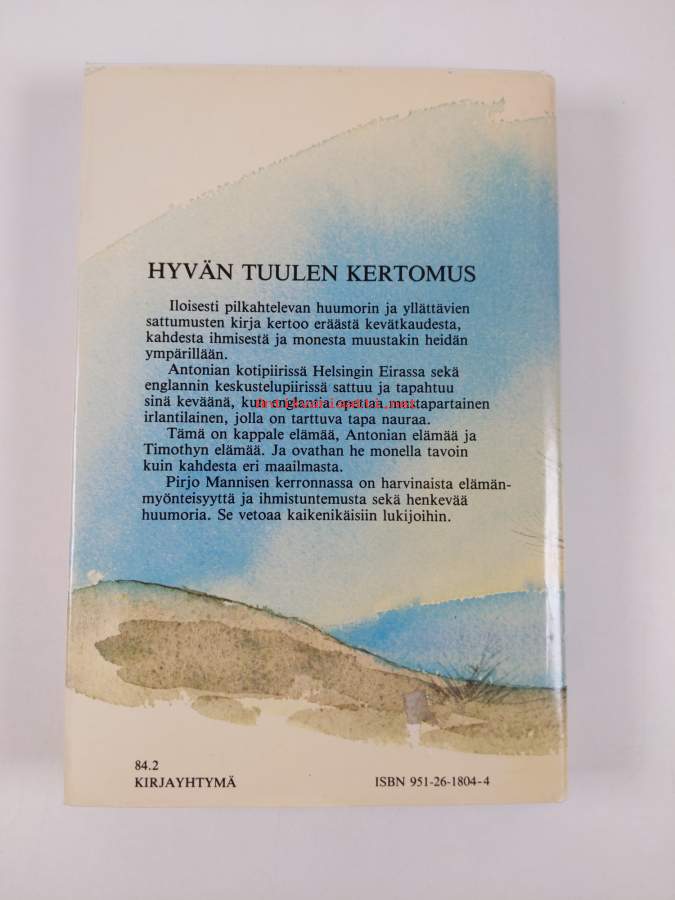 HYVÄN TUULEN KERTOMUS
Iloisesti pilkahtelevan huumorin ja yllättävien
sattumusten kirja kertoo eräästä kevätkaudesta,
kahdesta ihmisestä ja monesta muustakin heidän
ympärillään.
Antonian kotipiirissä Helsingin Eirassa sekä
englannin keskustelupiirissä sattuu ja tapahtuu
sinä keväänä, kun englantia opettaa mustapartainen
irlantilainen, jolla on tarttuva tapa nauraa.
Tämä on kappale elämää, Antonian elämää ja
Timothyn elämää. Ja ovathan he monella tavoin
kuin kahdesta eri maailmasta.
Pirjo Mannisen kerronnassa on harvinaista elämän-
myönteisyyttä ja ihmistuntemusta sekä henkevää
huumoria. Se vetoaa kaikenikäisiin lukijoihin.
84.2
KIRJAYHTYMÄ
ISBN 951-26-1804-4